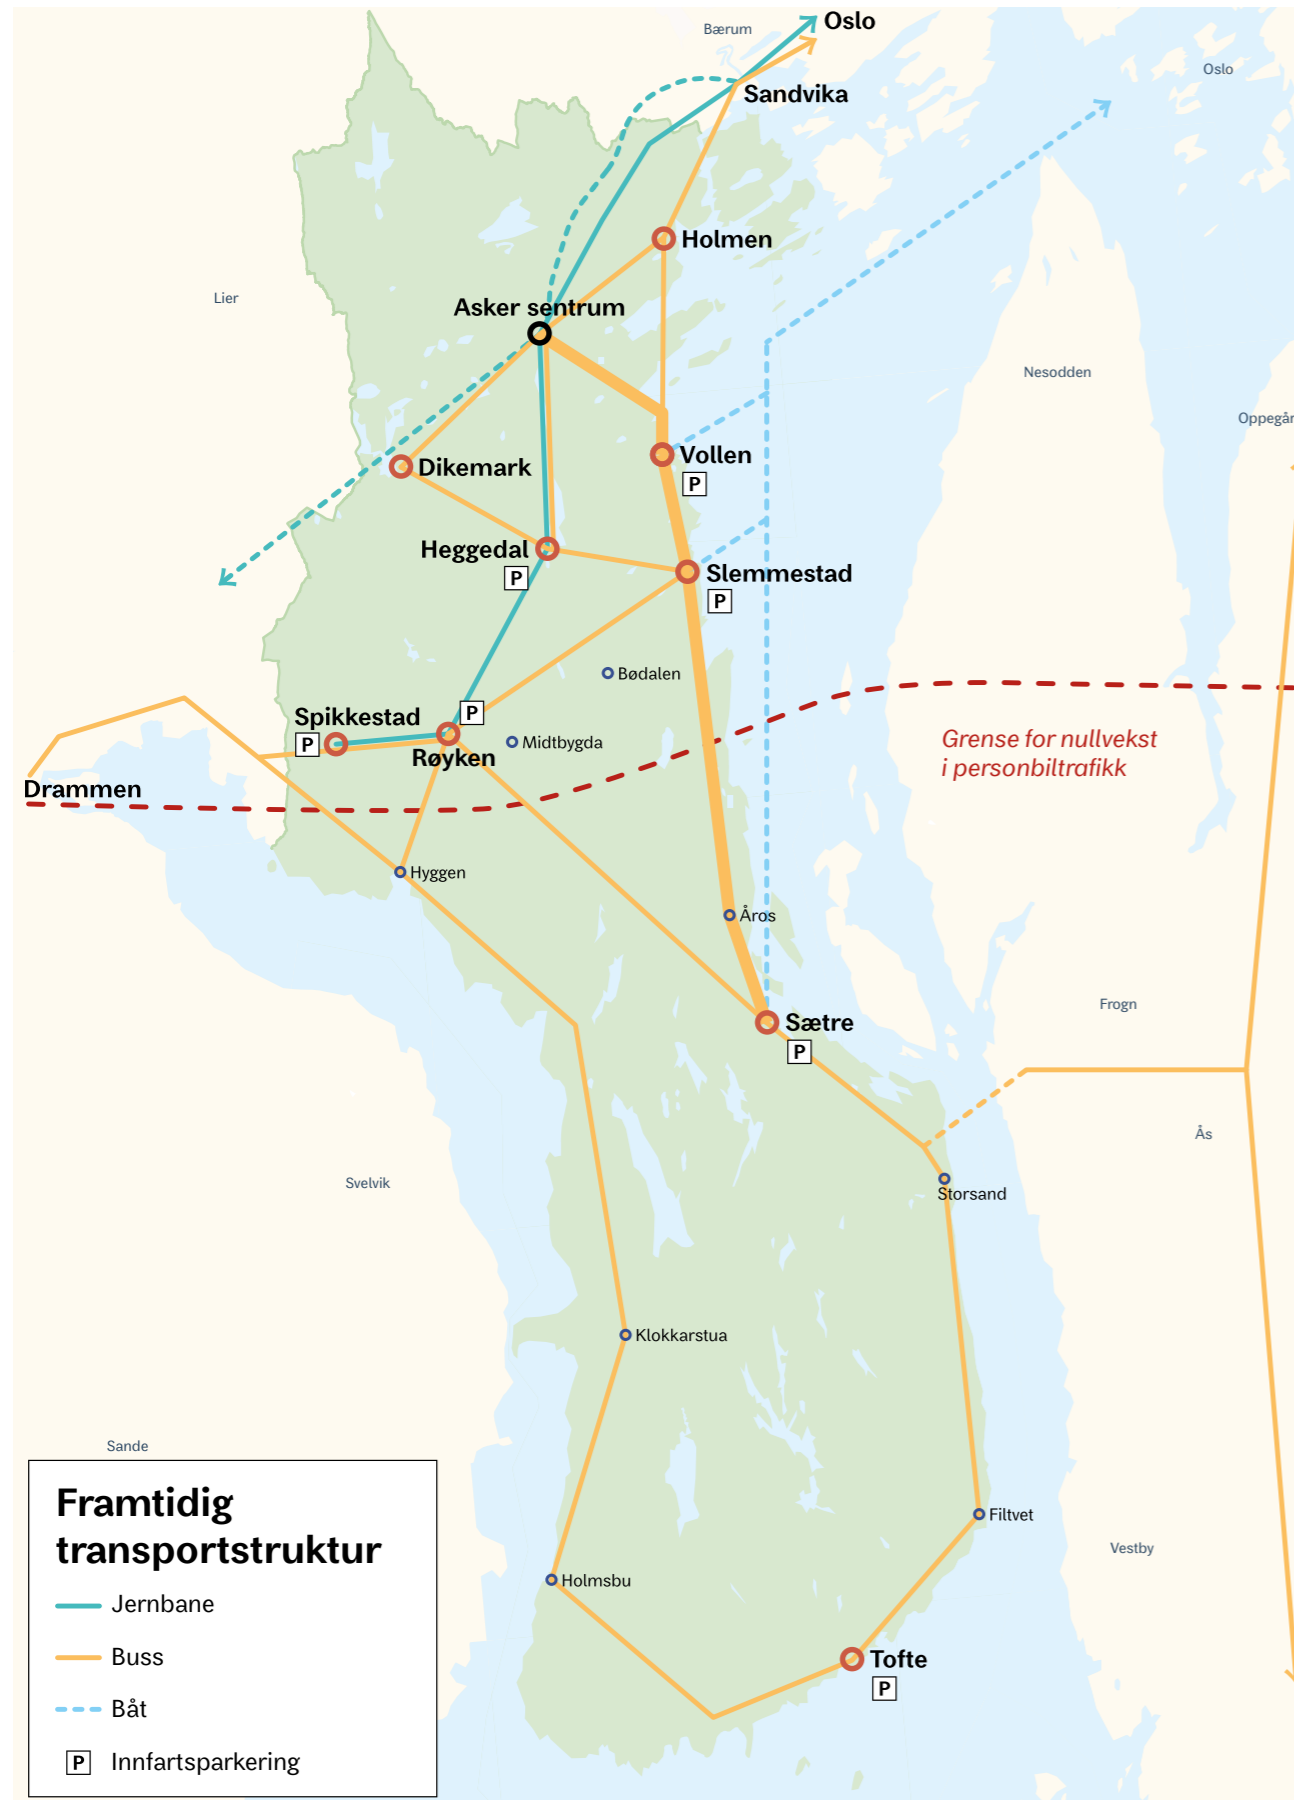 Bærum
Oslo
Oslo
Sandvika
Holmen
Lier
Asker sentrum
Nesodden
Oppegår
Vollen
P
Dikemark
Heggedal
P
Slemmestad
P
Bødalen
Spikkestad
P
P
Røyken
Midtbygda
Grense for nullvekst
i personbiltrafikk
Drammen
Hyggen
Åros
Frogn
Sætre
P
Ås
Svelvik
Storsand
Klokkarstua
Sande
Filtvet
Vestby
Holmsbu
Tofte
P
Framtidig
transportstruktur
Jernbane
Buss
Båt
P Innfartsparkering